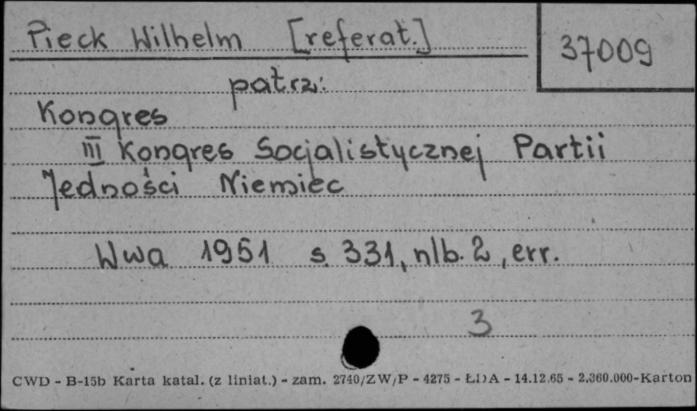 Pieck Wilhelm [referat.]
37009
patrz:
Kongres
III Kongres Socjalistycznej Partii
Jedności Niemiec
Wwa 1951 s. 331, nlb. 2, err.
3
CWD - B-15b Karta katal. (z liniat.) - zam. 2740/ZW/P - 4275 - ŁDA - 14.12.65 - 2.360.000-Karton